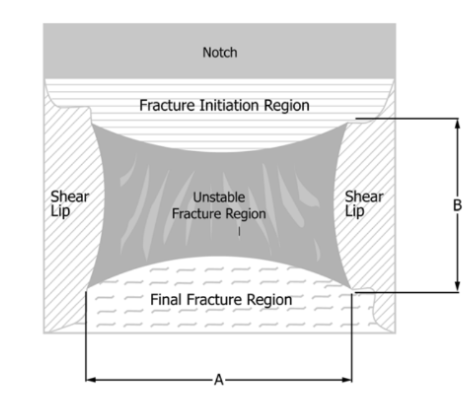 Notch
Fracture Initiation Region
Shear
Lip
Unstable
Fracture Region
Shear
Lip
B
Final Fracture Region
A